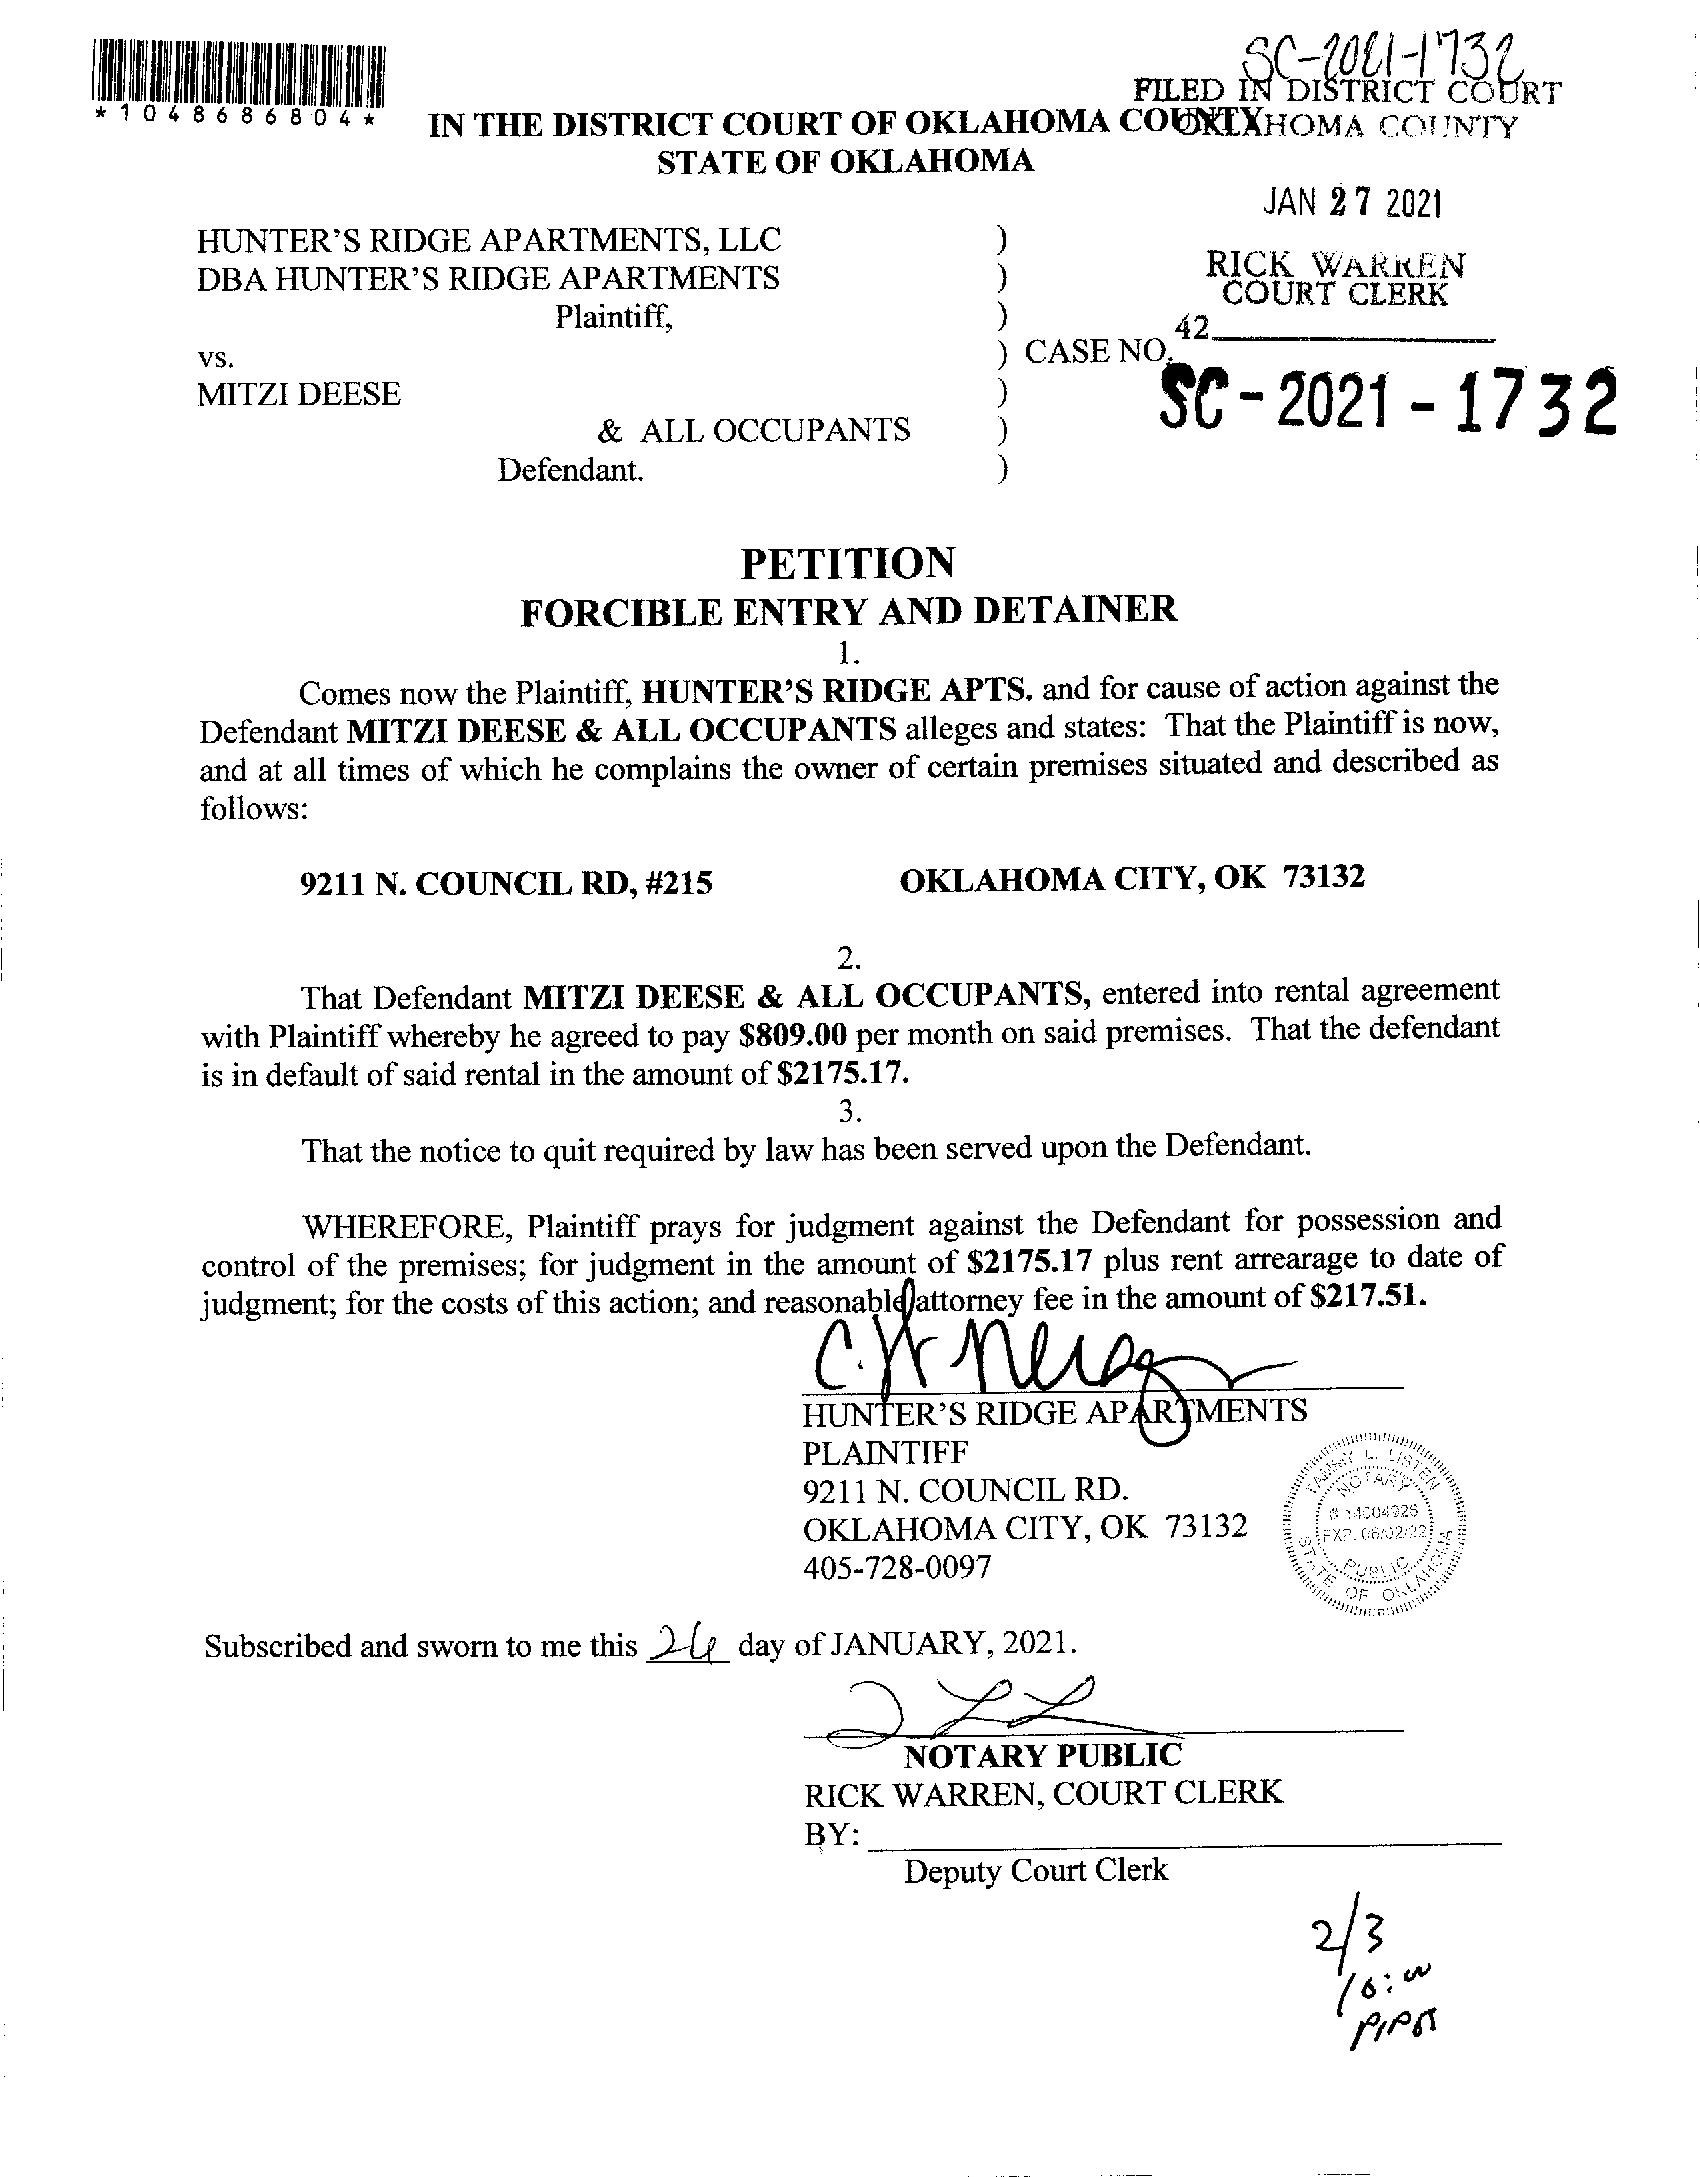 SC-2021-1732
*1048686804*
FILED IN DISTRICT COURT
OKLAHOMA COUNTY
IN THE DISTRICT COURT OF OKLAHOMA COUNTY
STATE OF OKLAHOMA
JAN 27 2021
HUNTER'S RIDGE APARTMENTS, LLC )
DBA HUNTER'S RIDGE APARTMENTS )
RICK WARREN
COURT CLERK
Plaintiff, )
42
vs. ) CASE NO.
SC-2021-1732
MITZI DEESE )
& ALL OCCUPANTS )
Defendant. )
PETITION
FORCIBLE ENTRY AND DETAINER
1.
Comes now the Plaintiff, HUNTER'S RIDGE APTS. and for cause of action against the
Defendant MITZI DEESE & ALL OCCUPANTS alleges and states: That the Plaintiff is now,
and at all times of which he complains the owner of certain premises situated and described as
follows:
9211 N. COUNCIL RD, #215 OKLAHOMA CITY, OK 73132
2.
That Defendant MITZI DEESE & ALL OCCUPANTS, entered into rental agreement
with Plaintiff whereby he agreed to pay $809.00 per month on said premises. That the defendant
is in default of said rental in the amount of $2175.17.
3.
That the notice to quit required by law has been served upon the Defendant.
WHEREFORE, Plaintiff prays for judgment against the Defendant for possession and
control of the premises; for judgment in the amount of $2175.17 plus rent arrearage to date of
judgment; for the costs of this action; and reasonable attorney fee in the amount of $217.51.
HUNTER'S RIDGE APARTMENTS
PLAINTIFF
9211 N. COUNCIL RD.
OKLAHOMA CITY, OK 73132
405-728-0097
TAMMY L. LISTEN
NOTARY
# 14004926
EXP. 06/02/22
PUBLIC
STATE OF OKLAHOMA
Subscribed and sworn to me this 26 day of JANUARY, 2021.
NOTARY PUBLIC
RICK WARREN, COURT CLERK
BY:
Deputy Court Clerk
2/3
10:00